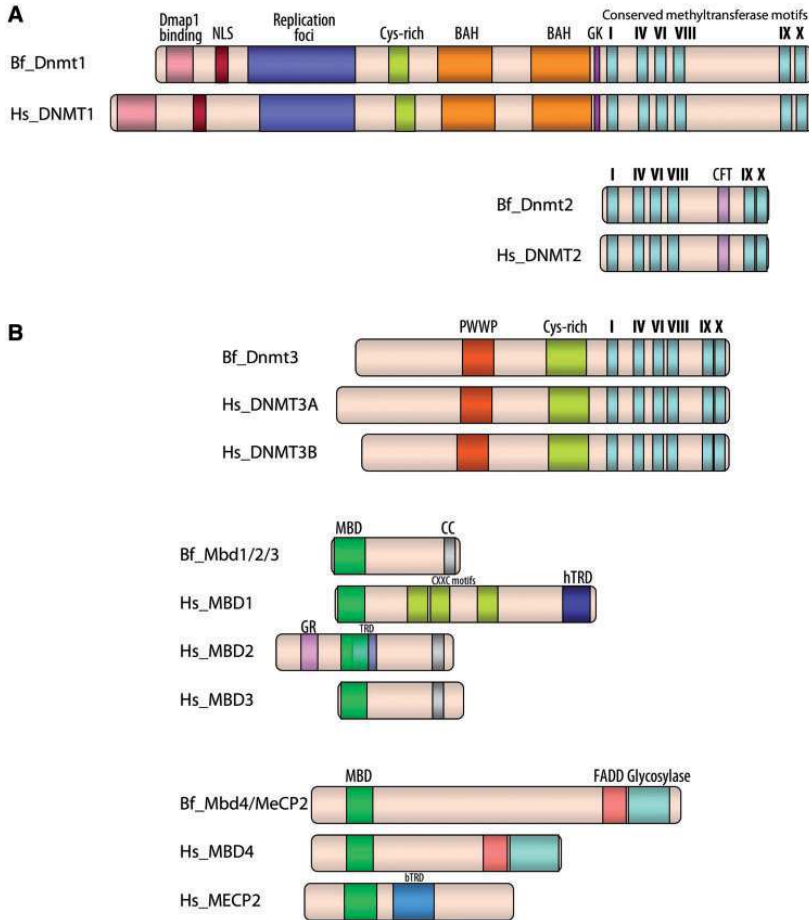 A
Dmap1 binding NLS Replication foci Cys-rich BAH BAH GK Conserved methyltransferase motifs
I IV VI VIII IX X
Bf_Dnmt1
Hs_DNMT1
I IV VI VIII CFT IX X
Bf_Dnmt2
Hs_DNMT2
B
PWWP Cys-rich I IV VI VIII IX X
Bf_Dnmt3
Hs_DNMT3A
Hs_DNMT3B
MBD CC
Bf_Mbd1/2/3
CXXC motifs hTRD
Hs_MBD1
GR TRD
Hs_MBD2
Hs_MBD3
MBD FADD Glycosylase
Bf_Mbd4/MeCP2
Hs_MBD4
bTRD
Hs_MECP2